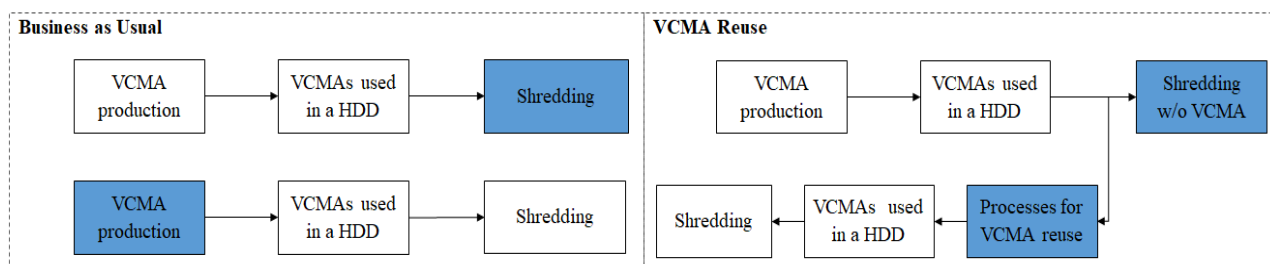 Business as Usual
VCMA
production
VCMAs used
in a HDD
Shredding
VCMA
production
VCMAs used
in a HDD
Shredding
VCMA Reuse
VCMA
production
VCMAs used
in a HDD
Shredding
w/o VCMA
Shredding
VCMAs used
in a HDD
Processes for
VCMA reuse